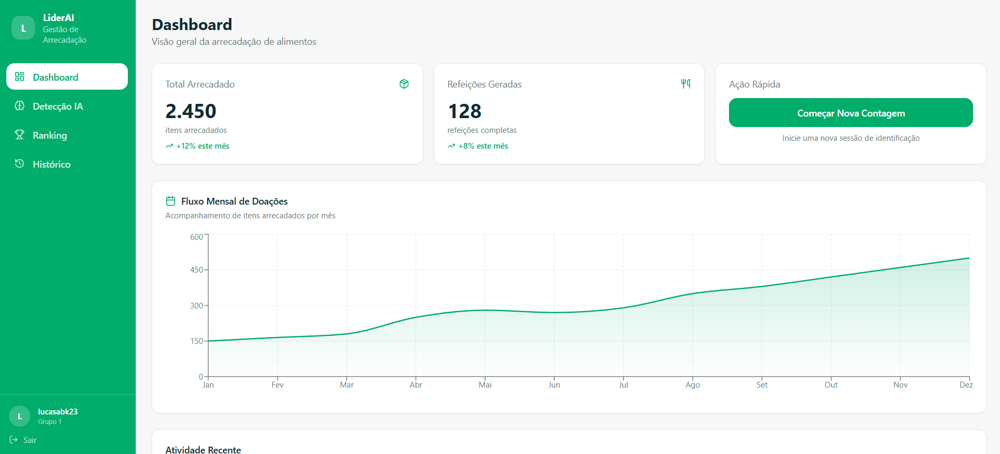 L
LiderAI
Gestão de
Arrecadação
Dashboard
Detecção IA
Ranking
Histórico
L
lucasabk23
Grupo 1
Sair
Dashboard
Visão geral da arrecadação de alimentos
Total Arrecadado
2.450
itens arrecadados
+12% este mês
Refeições Geradas
128
refeições completas
+8% este mês
Ação Rápida
Começar Nova Contagem
Inicie uma nova sessão de identificação
Fluxo Mensal de Doações
Acompanhamento de itens arrecadados por mês
600
450
300
150
0
Jan Fev Mar Abr Mai Jun Jul Ago Set Out Nov Dez
Atividade Recente